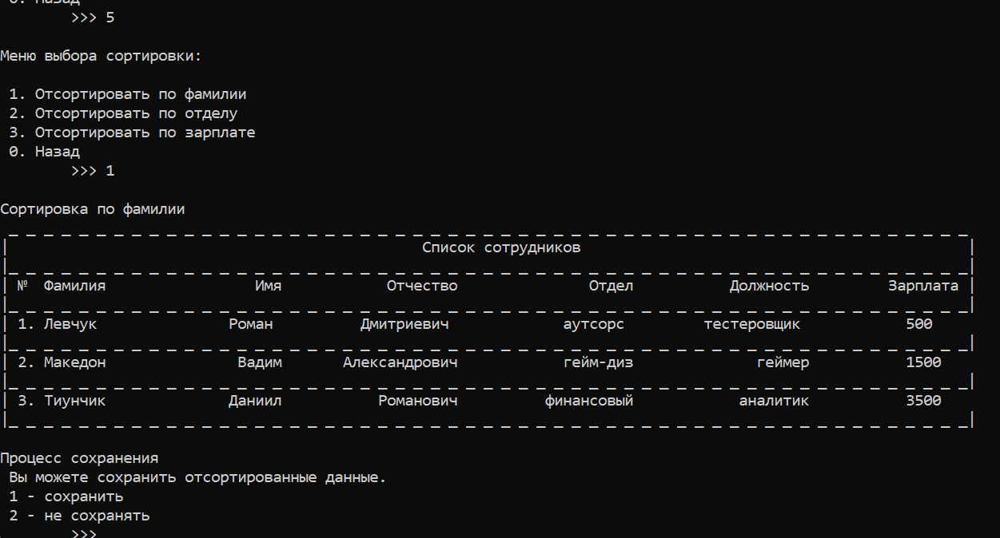 0. Назад
>>> 5
Меню выбора сортировки:
1. Отсортировать по фамилии
2. Отсортировать по отделу
3. Отсортировать по зарплате
0. Назад
>>> 1
Сортировка по фамилии
Список сотрудников
№ Фамилия Имя Отчество Отдел Должность Зарплата
1. Левчук Роман Дмитриевич аутсорс тестеровщик 500
2. Македон Вадим Александрович гейм-диз геймер 1500
3. Тиунчик Даниил Романович финансовый аналитик 3500
Процесс сохранения
Вы можете сохранить отсортированные данные.
1 - сохранить
2 - не сохранять
>>>